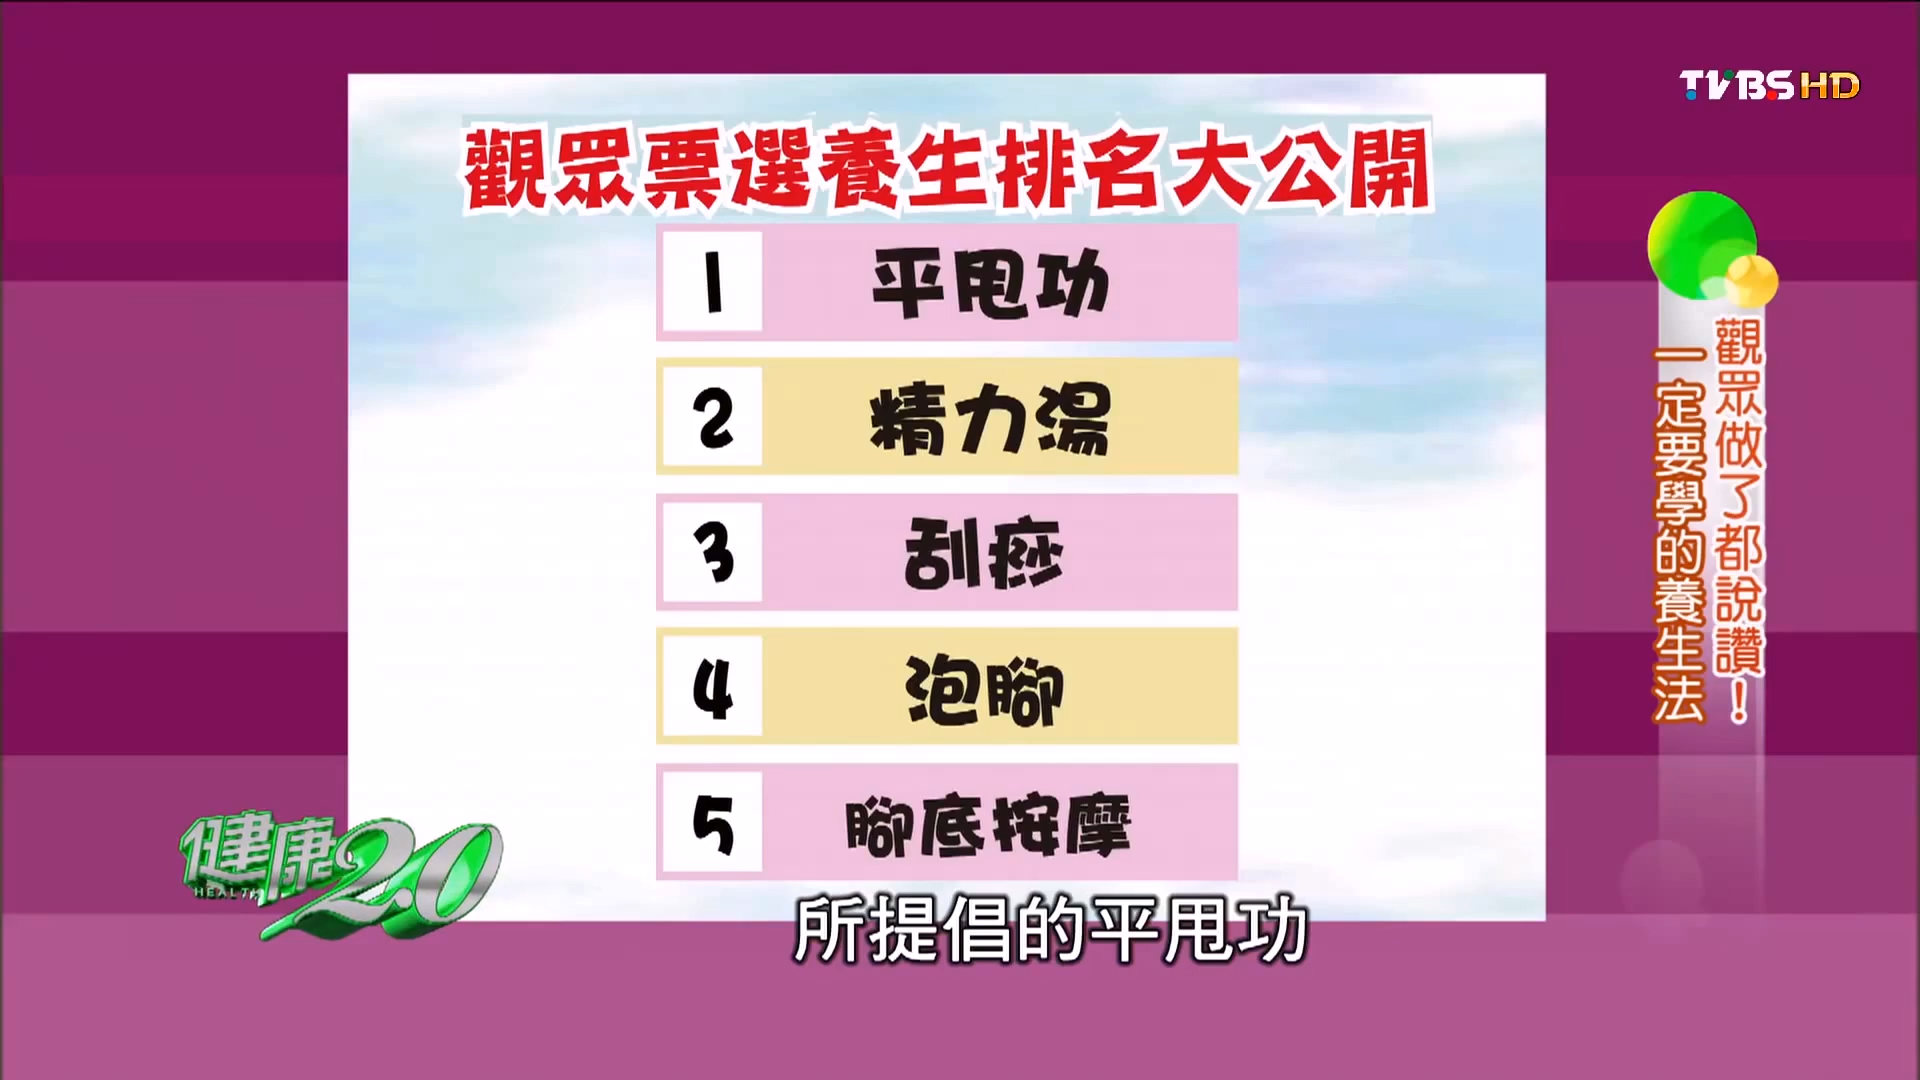 TVBS HD
觀眾票選養生排名大公開
1 平甩功
2 精力湯
3 刮痧
4 泡腳
5 腳底按摩
觀眾做了都說讚！
一定要學的養生法
健康2.0
HEALTH
所提倡的平甩功